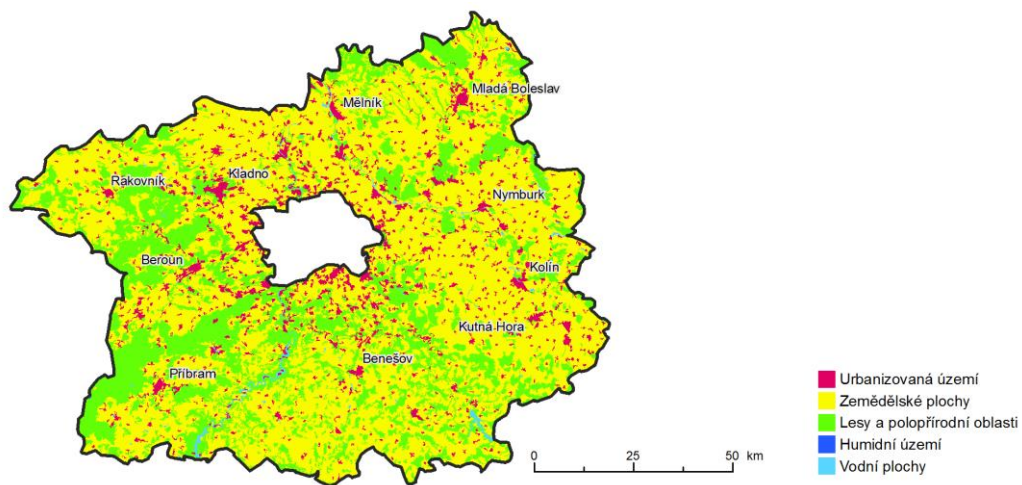 Mladá Boleslav
Mělník
Rakovník
Kladno
Nymburk
Beroun
Kolín
Kutná Hora
Benešov
Příbram
Urbanizovaná území
Zemědělské plochy
Lesy a polopřírodní oblasti
Humidní území
Vodní plochy
0 25 50 km